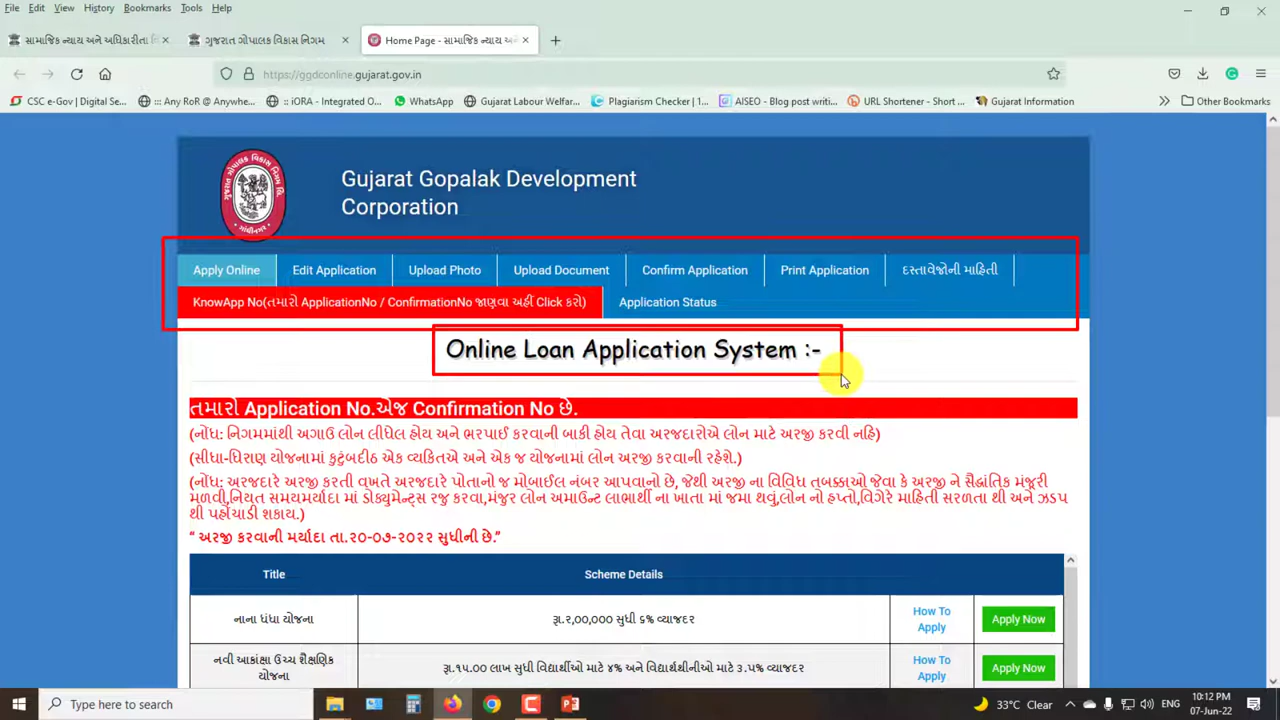 File Edit View History Bookmarks Tools Help
સામાજિક ન્યાય અને અધિકારીતા ગુજરાત ગોપાલક વિકાસ નિગમ Home Page - સામાજિક ન્યાય અને
https://ggdconline.gujarat.gov.in
CSC e-Gov | Digital Se... ::: Any RoR @ Anywhe... :: iORA - Integrated O... WhatsApp Gujarat Labour Welfar... Plagiarism Checker | 1... AISEO - Blog post writi... URL Shortener - Short ... Gujarat Information Other Bookmarks
Gujarat Gopalak Development
Corporation
Apply Online Edit Application Upload Photo Upload Document Confirm Application Print Application દસ્તાવેજોની માહિતી
KnowApp No(તમારો ApplicationNo / ConfirmationNo જાણવા અહીં Click કરો) Application Status
Online Loan Application System :-
તમારો Application No.એજ Confirmation No છે.
(નોંધ: નિગમમાંથી અગાઉ લોન લીધેલ હોય અને ભરપાઈ કરવાની બાકી હોય તેવા અરજદારોએ લોન માટે અરજી કરવી નહિ)
(સીધા-ધિરાણ યોજનામાં કુટુંબદીઠ એક વ્યકિતએ અને એક જ યોજનામાં લોન અરજી કરવાની રહેશે.)
(નોંધ: અરજદારે અરજી કરતી વખતે અરજદારે પોતાનો જ મોબાઈલ નંબર આપવાનો છે, જેથી અરજી ના વિવિધ તબક્કાઓ જેવા કે અરજી ને સૈદ્ધાંતિક મંજૂરી
મળવી,નિયત સમયમર્યાદા માં ડોક્યુમેન્ટ્સ રજુ કરવા,મંજુર લોન અમાઉન્ટ લાભાર્થી ના ખાતા માં જમા થવું,લોન નો હપ્તો,વિગેરે માહિતી સરળતા થી અને ઝડપ
થી પહોંચાડી શકાય.)
“ અરજી કરવાની મર્યાદા તા.૨૦-૦૭-૨૦૨૨ સુધીની છે.”
Title Scheme Details
નાના ધંધા યોજના રૂા.૨,૦૦,૦૦૦ સુધી ૬% વ્યાજદર How To Apply Apply Now
નવી આકાંક્ષા ઉચ્ચ શૈક્ષણિક
યોજના રૂા.૧૫.૦૦ લાખ સુધી વિદ્યાર્થીઓ માટે ૪% અને વિદ્યાર્થીનીઓ માટે ૩.૫% વ્યાજદર How To Apply Apply Now
Type here to search 33°C Clear ENG 10:12 PM
07-Jun-22